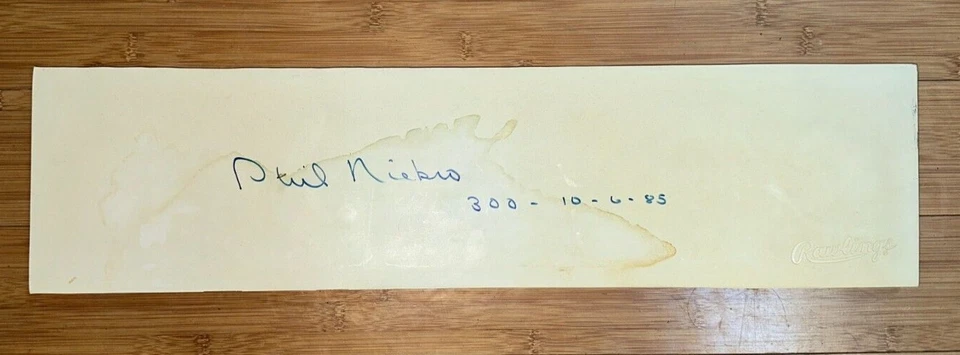 Phil Niekro
300 - 10-6-85
Rawlings